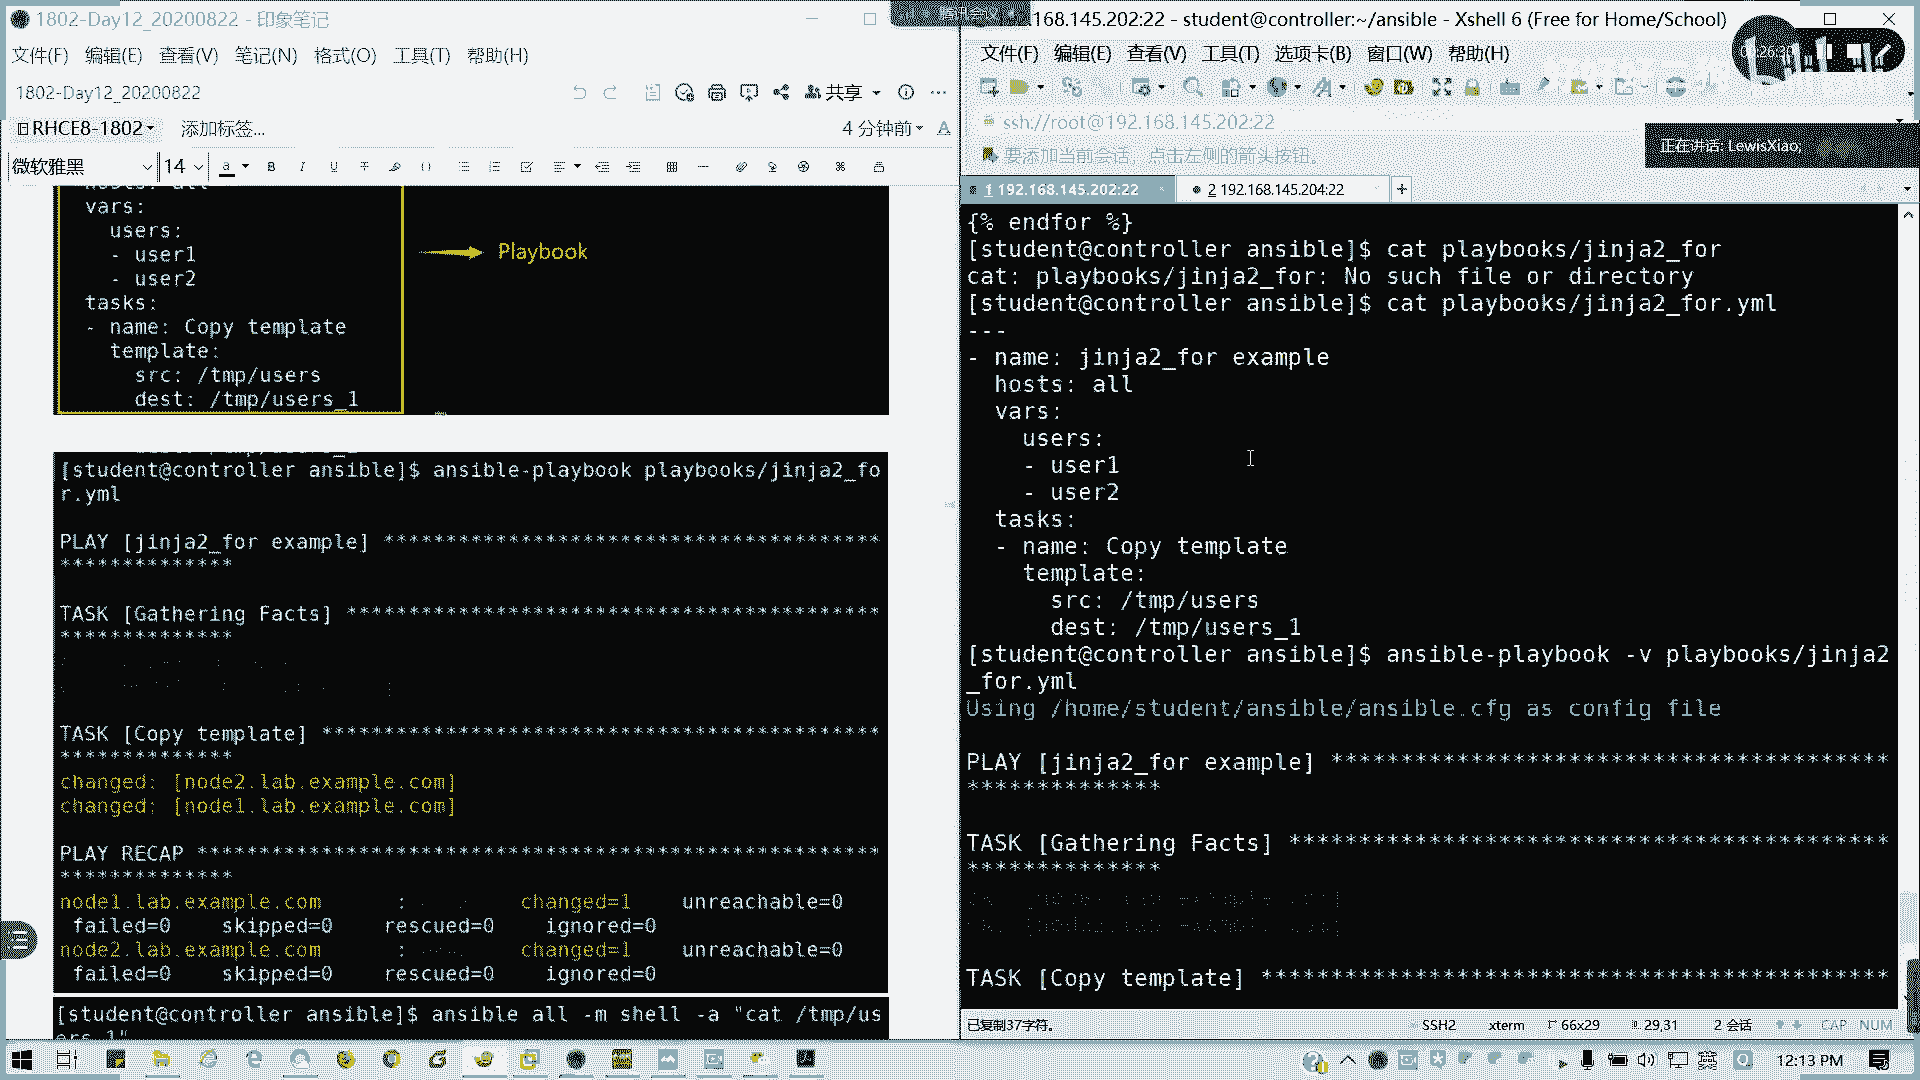 1802-Day12_20200822 - 印象笔记
文件(F) 编辑(E) 查看(V) 笔记(N) 格式(O) 工具(T) 帮助(H)
1802-Day12_20200822
共享
RHCE8-1802 添加标签...
4 分钟前
微软雅黑 14
vars:
users:
- user1
- user2
tasks:
- name: Copy template
template:
src: /tmp/users
dest: /tmp/users_1
Playbook
[student@controller ansible]$ ansible-playbook playbooks/jinja2_fo
r.yml
PLAY [jinja2_for example] ****************************************
**************
TASK [Gathering Facts] *******************************************
**************
TASK [Copy template] *********************************************
**************
changed: [node2.lab.example.com]
changed: [node1.lab.example.com]
PLAY RECAP *******************************************************
**************
node1.lab.example.com : changed=1 unreachable=0
failed=0 skipped=0 rescued=0 ignored=0
node2.lab.example.com : changed=1 unreachable=0
failed=0 skipped=0 rescued=0 ignored=0
[student@controller ansible]$ ansible all -m shell -a "cat /tmp/us
ers_1"
腾讯会议
168.145.202:22 - student@controller:~/ansible - Xshell 6 (Free for Home/School)
文件(F) 编辑(E) 查看(V) 工具(T) 选项卡(B) 窗口(W) 帮助(H)
ssh://root@192.168.145.202:22
要添加当前会话，点击左侧的箭头按钮。
正在讲话: LewisXiao;
1 192.168.145.202:22
2 192.168.145.204:22
{% endfor %}
[student@controller ansible]$ cat playbooks/jinja2_for
cat: playbooks/jinja2_for: No such file or directory
[student@controller ansible]$ cat playbooks/jinja2_for.yml
---
- name: jinja2_for example
hosts: all
vars:
users:
- user1
- user2
tasks:
- name: Copy template
template:
src: /tmp/users
dest: /tmp/users_1
[student@controller ansible]$ ansible-playbook -v playbooks/jinja2
_for.yml
Using /home/student/ansible/ansible.cfg as config file
PLAY [jinja2_for example] ****************************************
**************
TASK [Gathering Facts] *******************************************
**************
TASK [Copy template] *********************************************
已复制37字符。
SSH2 xterm 66x29 29,31 2 会话 CAP NUM
英
12:13 PM